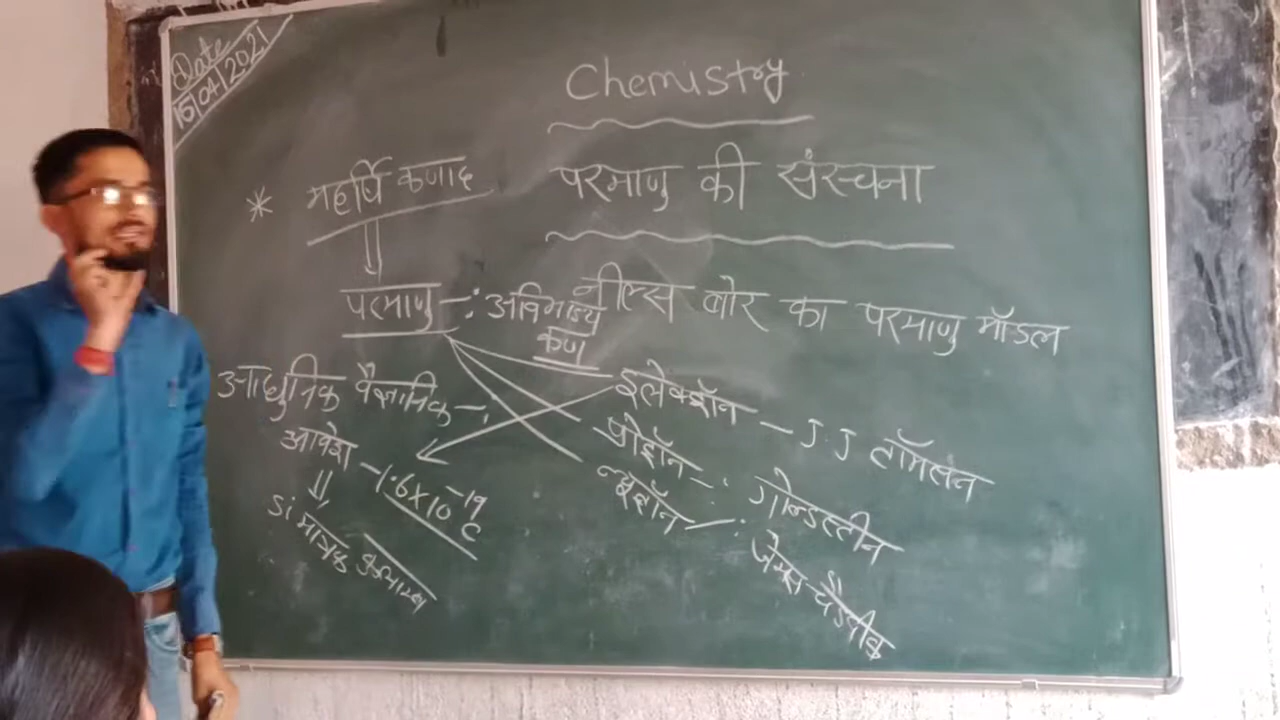 Date
15/04/2021
Chemistry
* महर्षि कणाद
परमाणु की संरचना
परमाणु -: अविभाज्य
कण
नील्स बोर का परमाणु मॉडल
आधुनिक वैज्ञानिक -:
इलेक्ट्रॉन - J.J टॉमसन
प्रोट्रॉन -: गोल्डस्टीन
न्यूट्रॉन -: जेम्स-चैडवीक
आवेश - 1.6×10⁻¹⁹ C
Si मात्रक